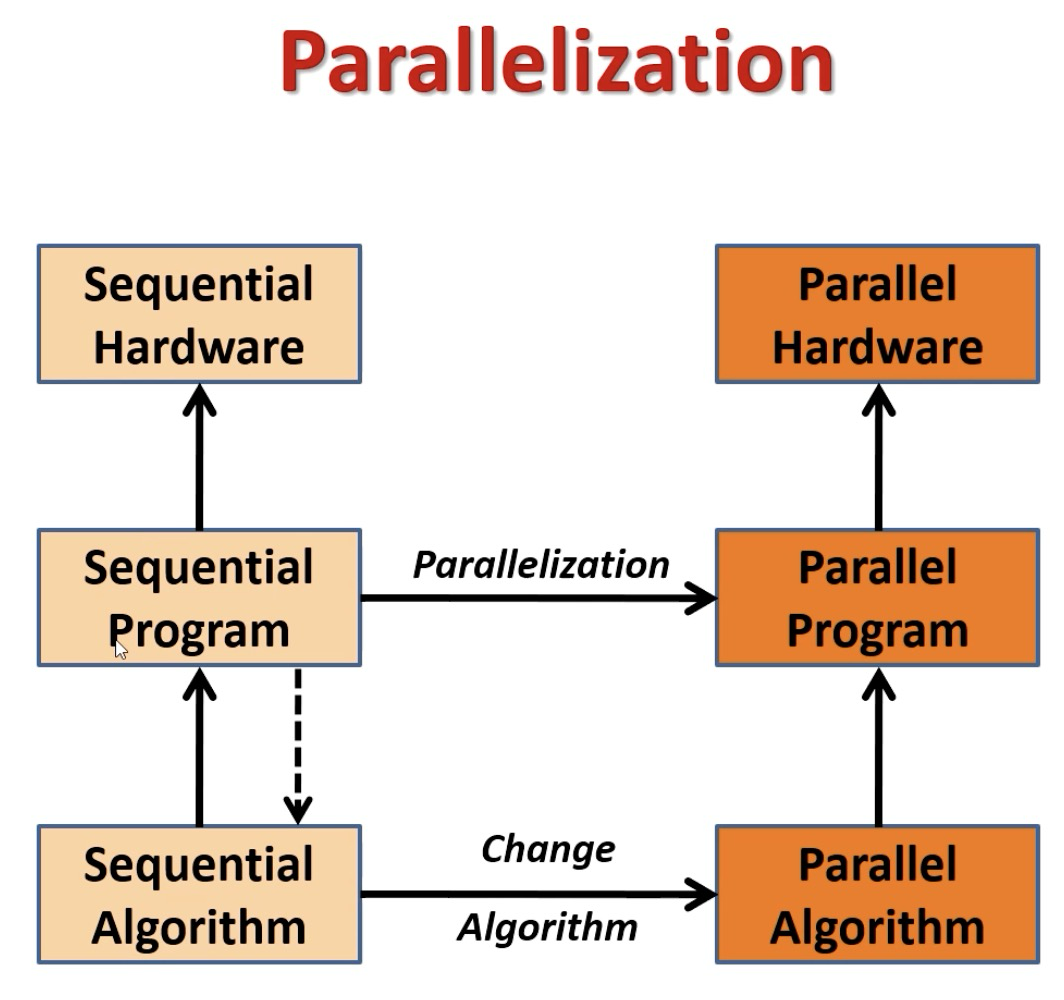 Parallelization
Sequential
Hardware
Parallel
Hardware
Sequential
Program
Parallelization
Parallel
Program
Sequential
Algorithm
Change
Algorithm
Parallel
Algorithm